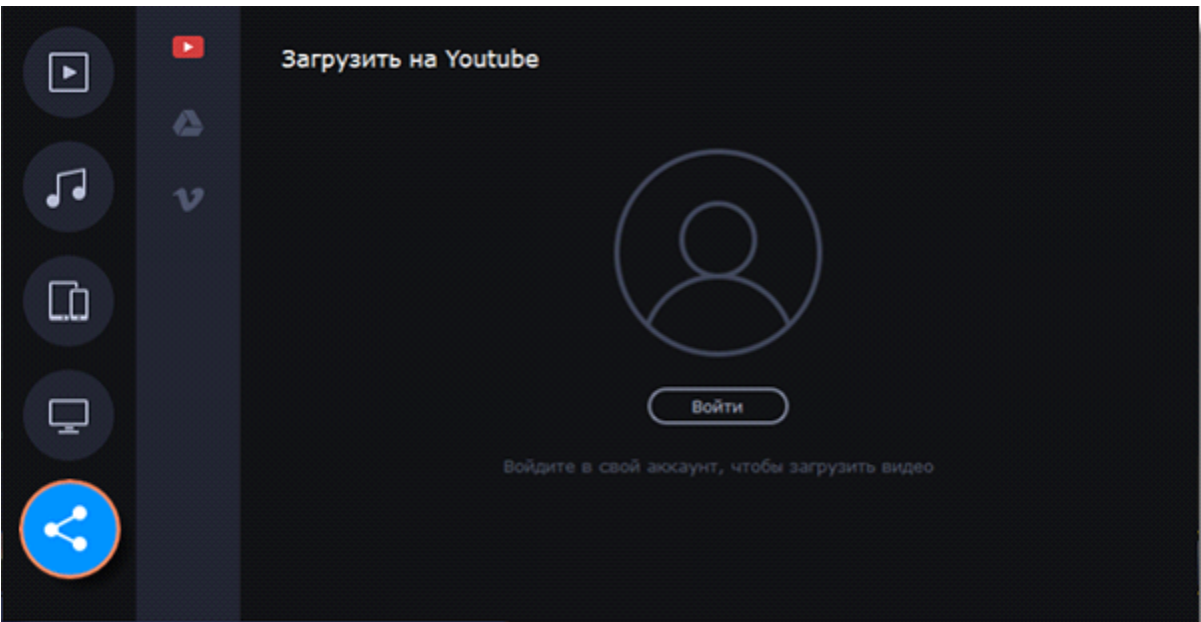 Загрузить на Youtube
Войти
Войдите в свой аккаунт, чтобы загрузить видео